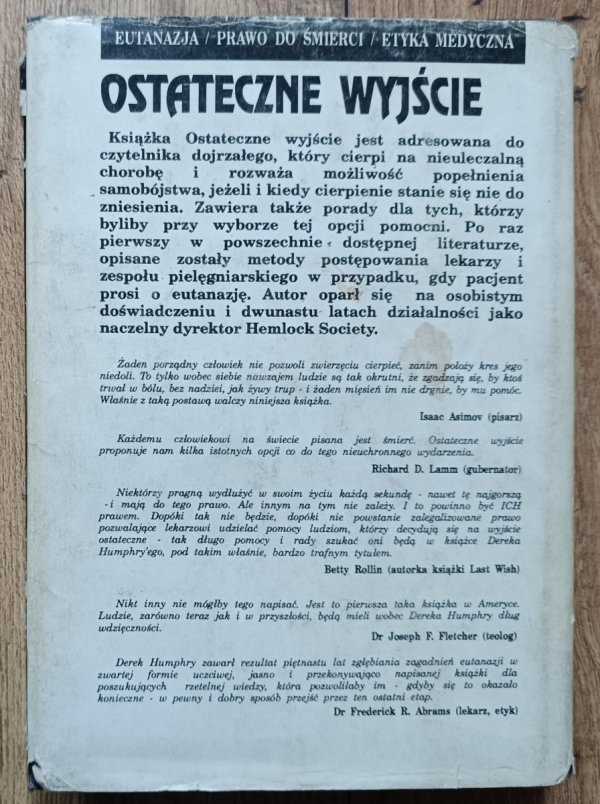 EUTANAZJA / PRAWO DO ŚMIERCI / ETYKA MEDYCZNA
OSTATECZNE WYJŚCIE
Książka Ostateczne wyjście jest adresowana do
czytelnika dojrzałego, który cierpi na nieuleczalną
chorobę i rozważa możliwość popełnienia
samobójstwa, jeżeli i kiedy cierpienie stanie się nie do
zniesienia. Zawiera także porady dla tych, którzy
byliby przy wyborze tej opcji pomocni. Po raz
pierwszy w powszechnie dostępnej literaturze,
opisane zostały metody postępowania lekarzy i
zespołu pielęgniarskiego w przypadku, gdy pacjent
prosi o eutanazję. Autor oparł się na osobistym
doświadczeniu i dwunastu latach działalności jako
naczelny dyrektor Hemlock Society.
Żaden porządny człowiek nie pozwoli zwierzęciu cierpieć, zanim położy kres jego
niedoli. To tylko wobec siebie nawzajem ludzie są tak okrutni, że zgadzają się, by ktoś
trwał w bólu, bez nadziei, jak żywy trup - i żaden mięsień im nie drgnie, by mu pomóc.
Właśnie z taką postawą walczy niniejsza książka.
Isaac Asimov (pisarz)
Każdemu człowiekowi na świecie pisana jest śmierć. Ostateczne wyjście
proponuje nam kilka istotnych opcji co do tego nieuchronnego wydarzenia.
Richard D. Lamm (gubernator)
Niektórzy pragną wydłużyć w swoim życiu każdą sekundę - nawet tę najgorszą
- i mają do tego prawo. Ale innym na tym nie zależy. I to powinno być ICH
prawem. Dopóki tak nie będzie, dopóki nie powstanie zalegalizowane prawo
pozwalające lekarzowi udzielać pomocy ludziom, którzy decydują się na wyjście
ostateczne - tak długo pomocy i rady szukać oni będą w książce Dereka
Humphry'ego, pod takim właśnie, bardzo trafnym tytułem.
Betty Rollin (autorka książki Last Wish)
Nikt inny nie mógłby tego napisać. Jest to pierwsza taka książka w Ameryce.
Ludzie, zarówno teraz jak i w przyszłości, będą mieli wobec Dereka Humphry dług
wdzięczności.
Dr Joseph F. Fletcher (teolog)
Derek Humphry zawarł rezultat piętnastu lat zgłębiania zagadnień eutanazji w
zwartej formie uczciwej, jasno i przekonywająco napisanej książki dla
poszukujących rzetelnej wiedzy, która pozwoliłaby im - gdyby się to okazało
konieczne - w pewny i dobry sposób przejść przez ten ostatni etap.
Dr Frederick R. Abrams (lekarz, etyk)